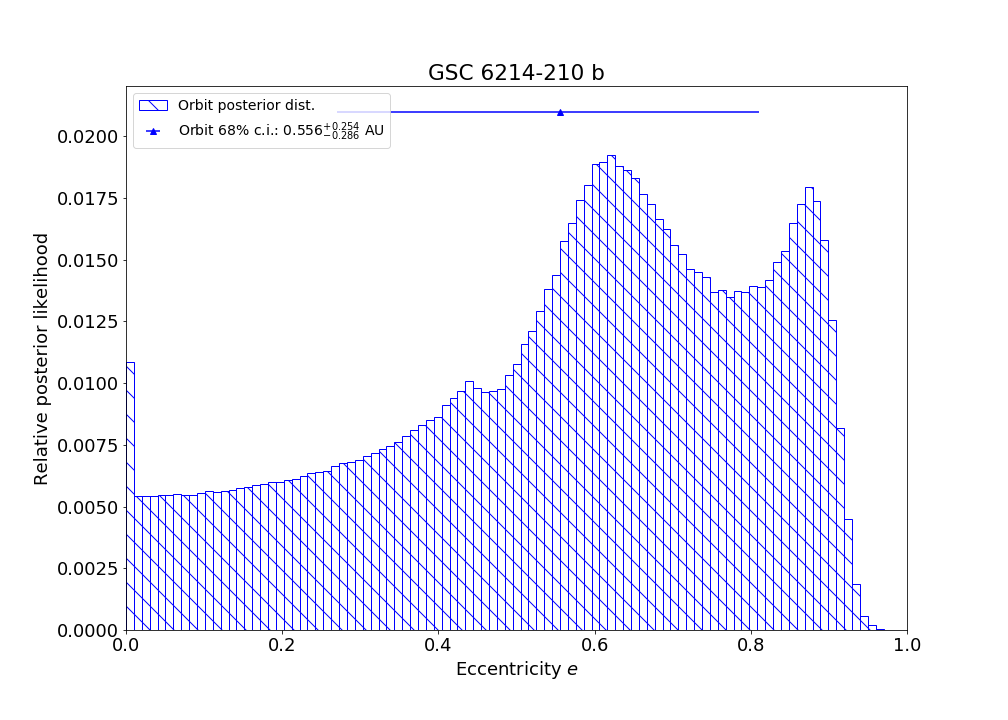 GSC 6214-210 b
Orbit posterior dist.
Orbit 68% c.i.: 0.556+0.254 −0.286 AU
Relative posterior likelihood
0.0200
0.0175
0.0150
0.0125
0.0100
0.0075
0.0050
0.0025
0.0000
0.0 0.2 0.4 0.6 0.8 1.0
Eccentricity e